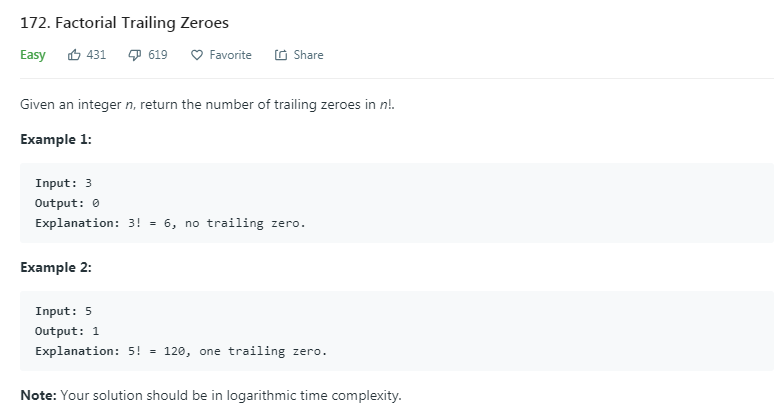 172. Factorial Trailing Zeroes
Easy 431 619 Favorite Share
Given an integer n, return the number of trailing zeroes in n!.
Example 1:
Input: 3
Output: 0
Explanation: 3! = 6, no trailing zero.
Example 2:
Input: 5
Output: 1
Explanation: 5! = 120, one trailing zero.
Note: Your solution should be in logarithmic time complexity.